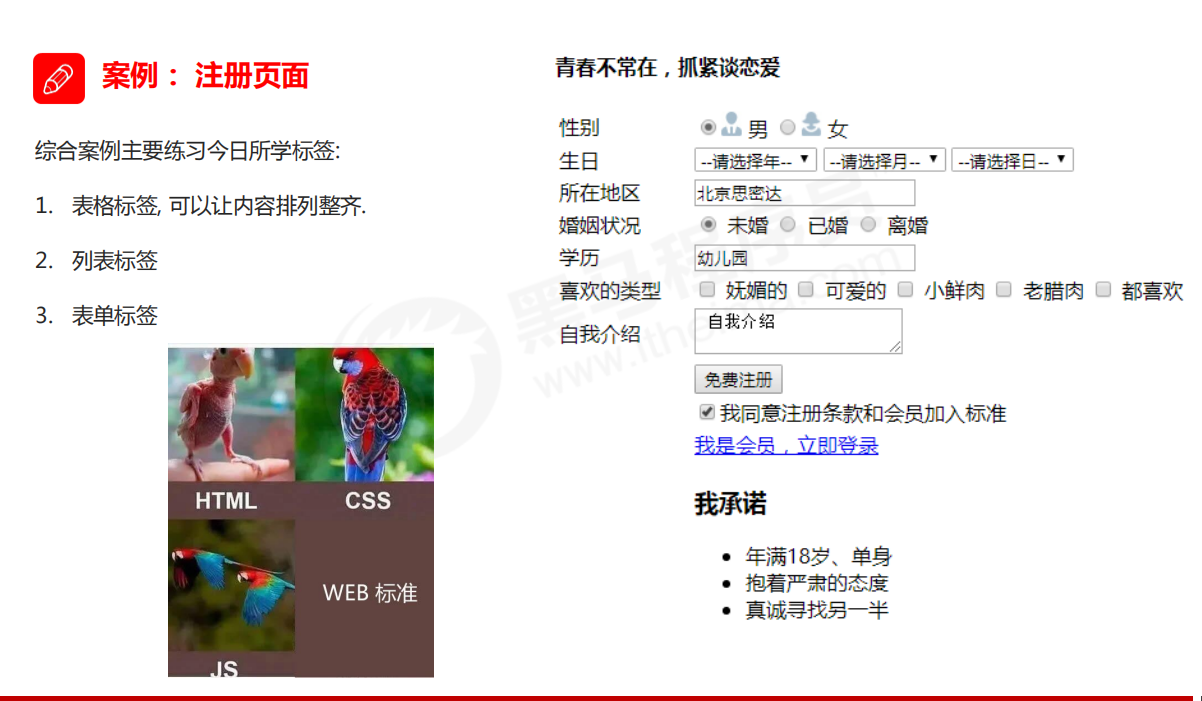 案例： 注册页面
综合案例主要练习今日所学标签:
1. 表格标签, 可以让内容排列整齐.
2. 列表标签
3. 表单标签
HTML CSS
WEB 标准
JS
青春不常在，抓紧谈恋爱
性别 男 女
生日 --请选择年-- --请选择月-- --请选择日--
所在地区 北京思密达
婚姻状况 未婚 已婚 离婚
学历 幼儿园
喜欢的类型 妩媚的 可爱的 小鲜肉 老腊肉 都喜欢
自我介绍 自我介绍
免费注册
我同意注册条款和会员加入标准
我是会员，立即登录
我承诺
年满18岁、单身
抱着严肃的态度
真诚寻找另一半
黑马程序员